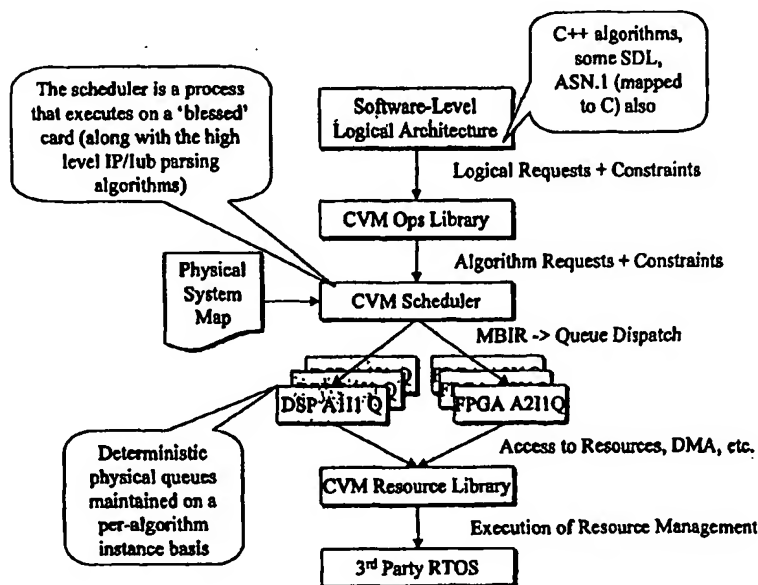 C++ algorithms,
some SDL,
ASN.1 (mapped
to C) also
The scheduler is a process
that executes on a 'blessed'
card (along with the high
level IP/Iub parsing
algorithms)
Software-Level
Logical Architecture
Logical Requests + Constraints
CVM Ops Library
Algorithm Requests + Constraints
Physical
System
Map
CVM Scheduler
MBIR -> Queue Dispatch
DSP A1I1 Q
FPGA A2I1Q
Deterministic
physical queues
maintained on a
per-algorithm
instance basis
Access to Resources, DMA, etc.
CVM Resource Library
Execution of Resource Management
3rd Party RTOS